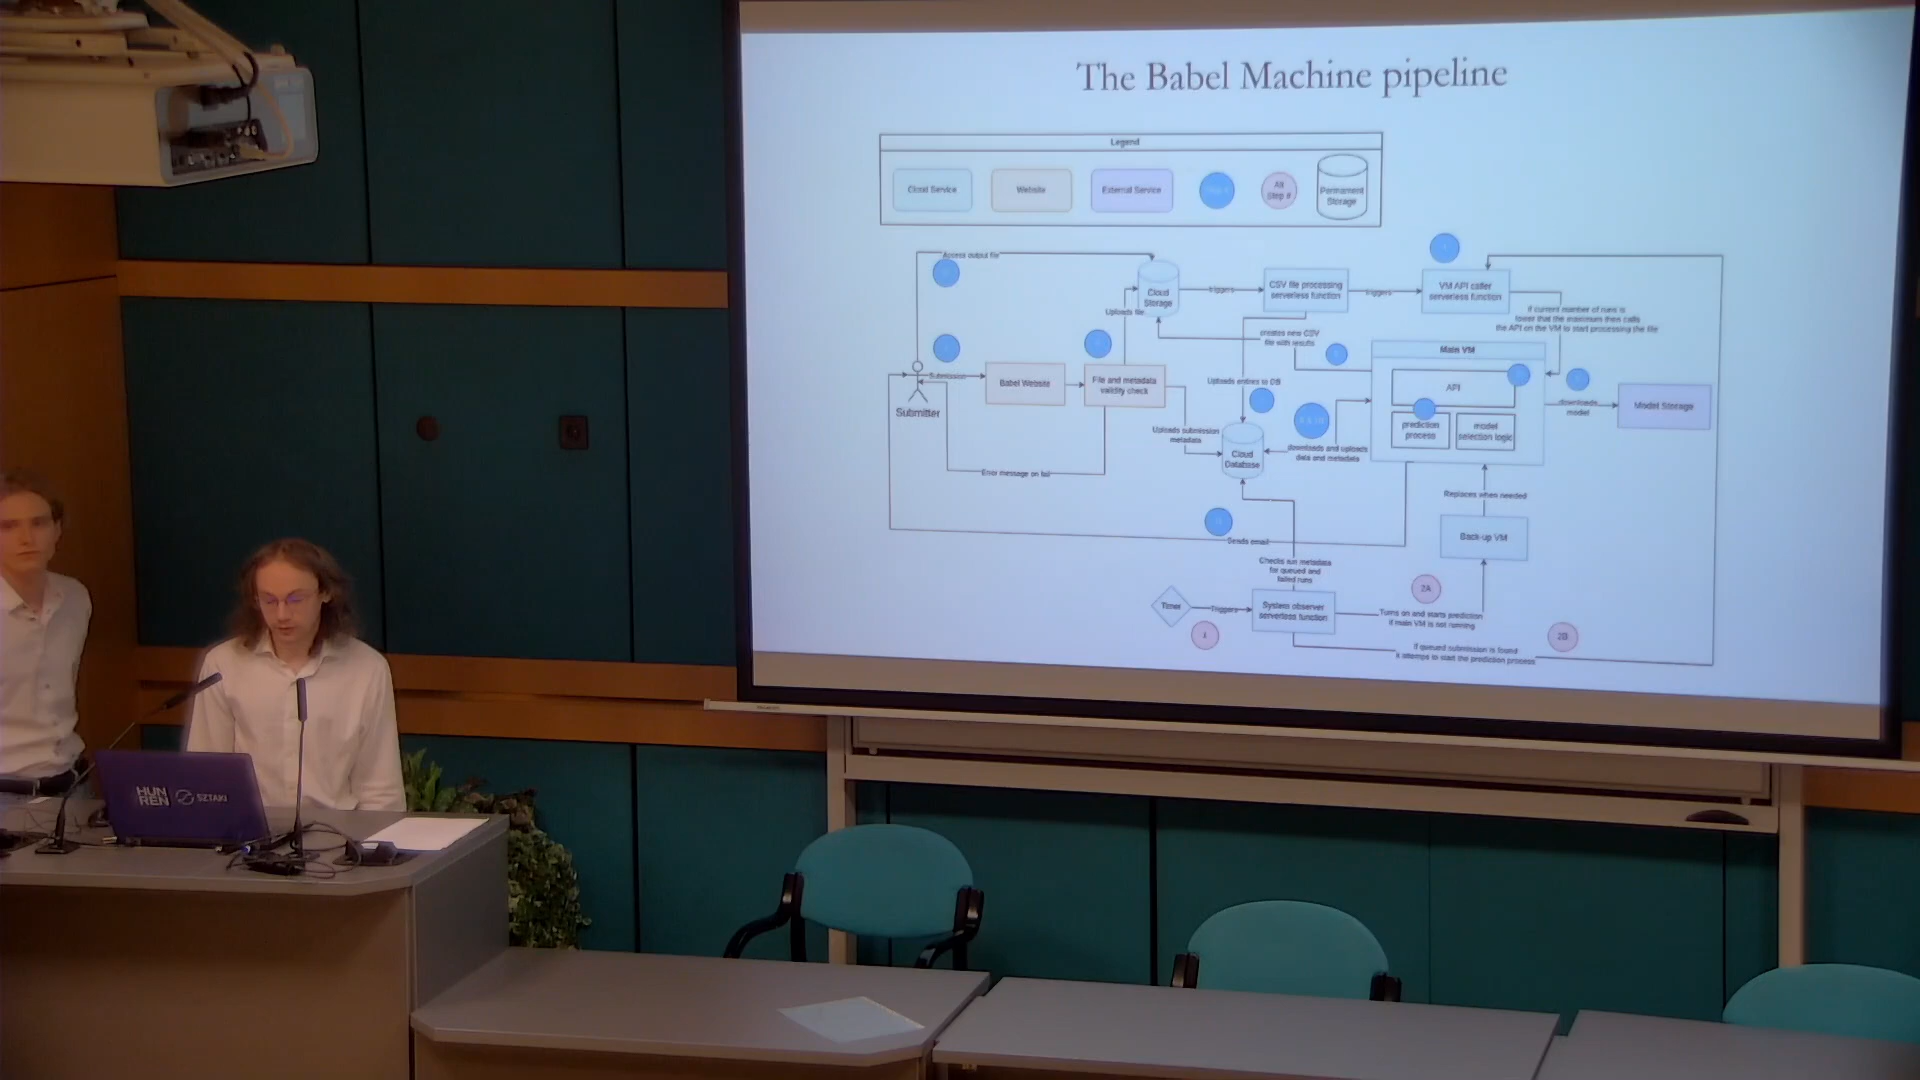 The Babel Machine pipeline
Legend
Cloud Service
Website
External Service
Alt
Step #
Permanent
Storage
Access output file
Cloud
Storage
triggers
CSV file processing
serverless function
triggers
VM API caller
serverless function
Uploads file
if current number of runs is
lower that the maximum then calls
the API on the VM to start processing the file
creates new CSV
file with results
Main VM
API
prediction
process
model
selection logic
downloads
model
Model Storage
Submitter
Submission
Babel Website
File and metadata
validity check
Uploads entries to DB
Uploads submission
metadata
Cloud
Database
downloads and uploads
data and metadata
Error message on fail
Replaces when needed
Back-up VM
Sends email
Checks run metadata
for queued and
failed runs
2A
Timer
Triggers
System observer
serverless function
Turns on and starts prediction
if main VM is not running
1
2B
if queued submission is found
it attemps to start the prediction process
HUN
REN
SZTAKI